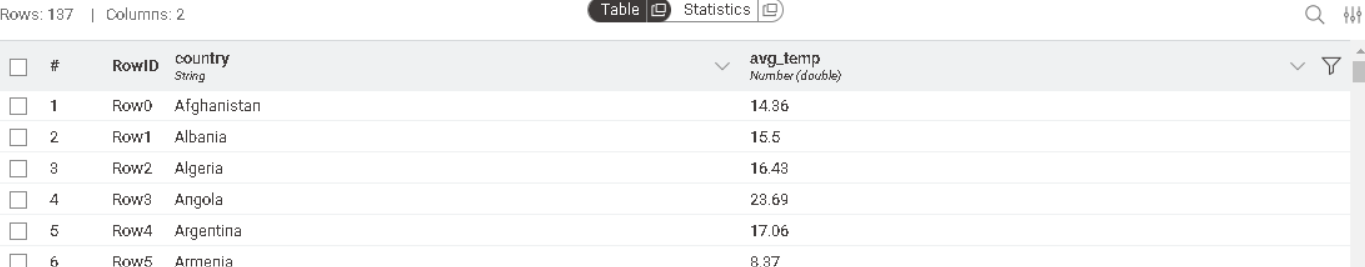 Rows: 137 | Columns: 2 Table Statistics
# RowID country avg_temp
String Number (double)
1 Row0 Afghanistan 14.36
2 Row1 Albania 15.5
3 Row2 Algeria 16.43
4 Row3 Angola 23.69
5 Row4 Argentina 17.06
6 Row5 Armenia 8.37